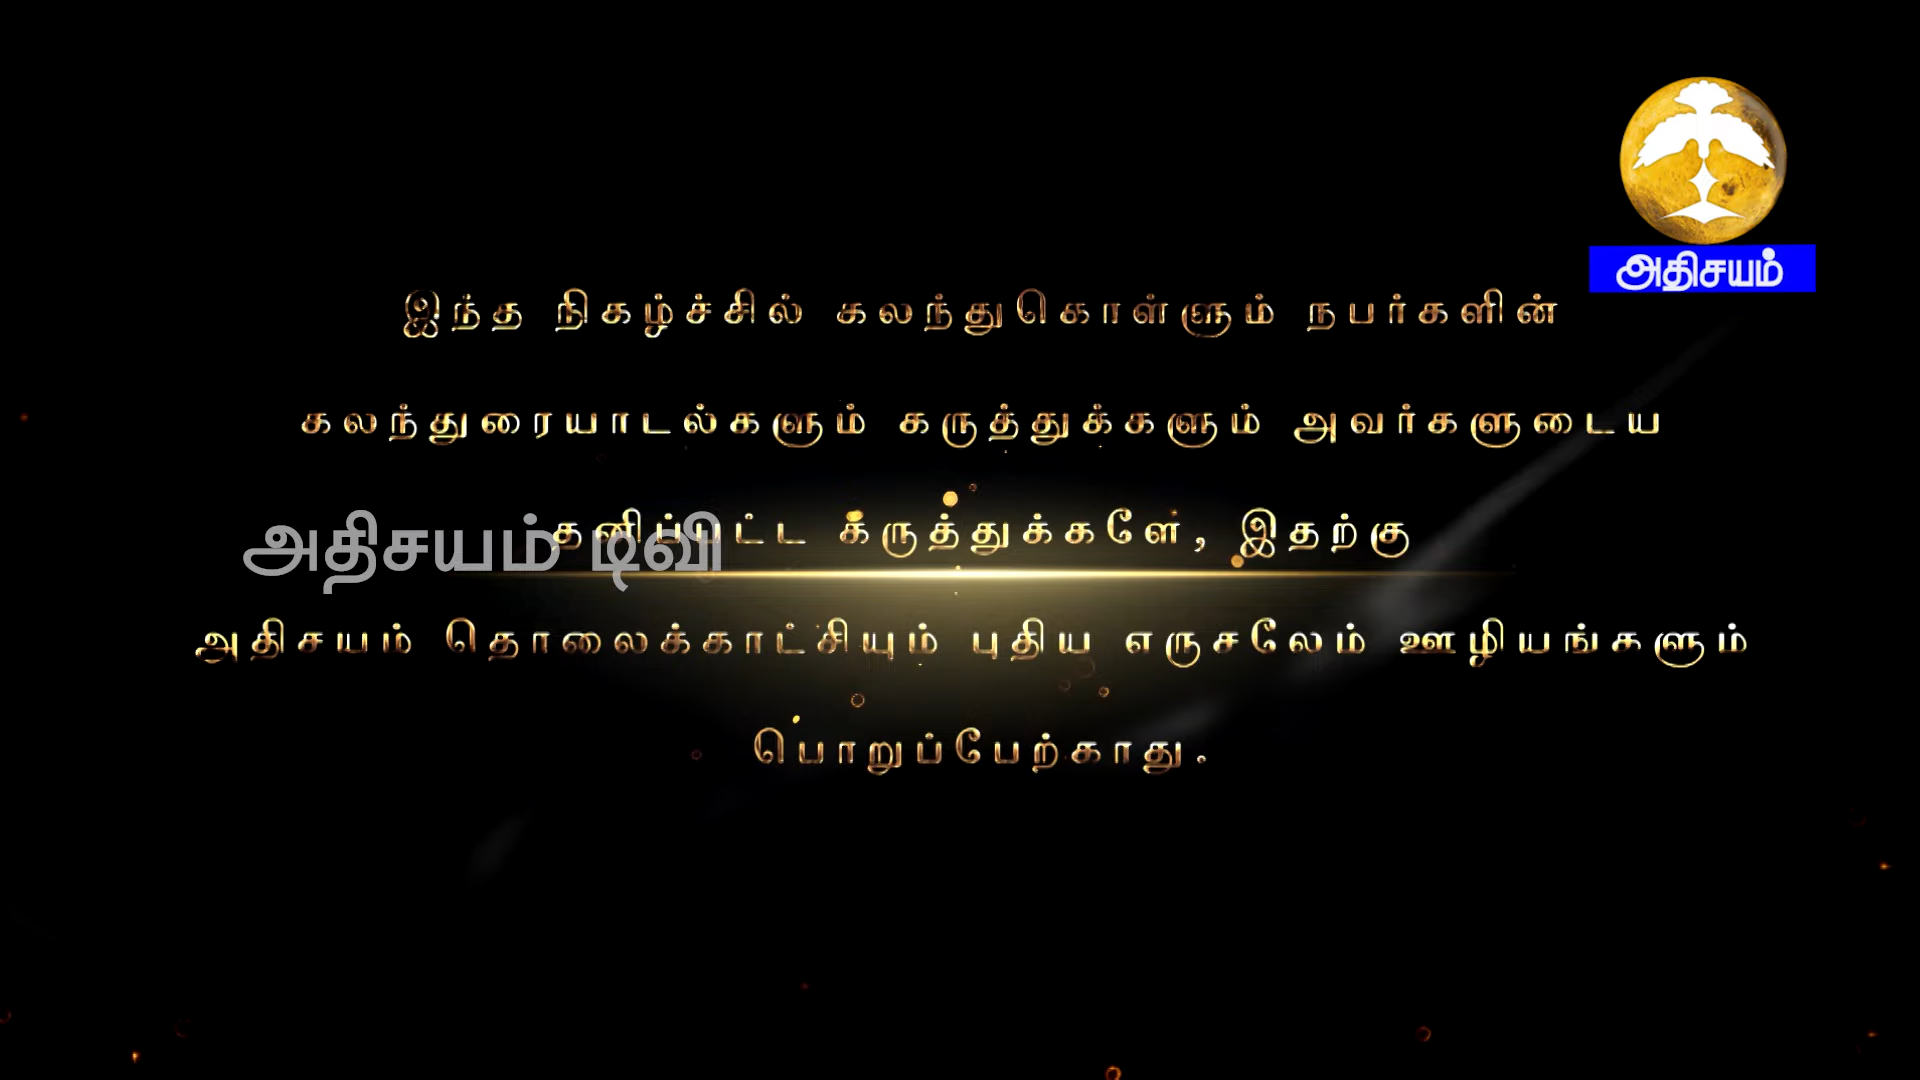 அதிசயம்
இந்த நிகழ்ச்சில் கலந்துகொள்ளும் நபர்களின்
கலந்துரையாடல்களும் கருத்துக்களும் அவர்களுடைய
தனிப்பட்ட கருத்துக்களே, இதற்கு
அதிசயம் டிவி
அதிசயம் தொலைக்காட்சியும் புதிய எருசலேம் ஊழியங்களும்
பொறுப்பேற்காது.